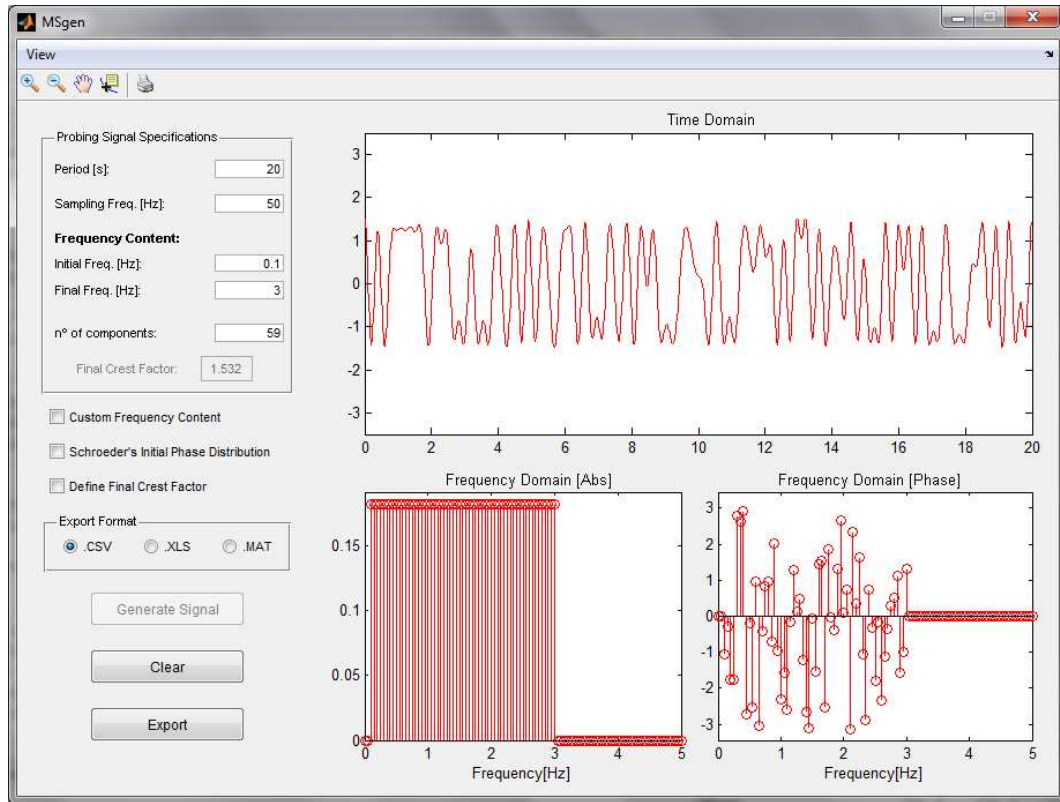 MSgen
View
Probing Signal Specifications
Period [s]: 20
Sampling Freq. [Hz]: 50
Frequency Content:
Initial Freq. [Hz]: 0.1
Final Freq. [Hz]: 3
nº of components: 59
Final Crest Factor: 1.532
Custom Frequency Content
Schroeder's Initial Phase Distribution
Define Final Crest Factor
Export Format
.CSV .XLS .MAT
Generate Signal
Clear
Export
Time Domain
3
2
1
0
-1
-2
-3
0 2 4 6 8 10 12 14 16 18 20
Frequency Domain [Abs]
0.15
0.1
0.05
0
0 1 2 3 4 5
Frequency[Hz]
Frequency Domain [Phase]
3
2
1
0
-1
-2
-3
0 1 2 3 4 5
Frequency[Hz]